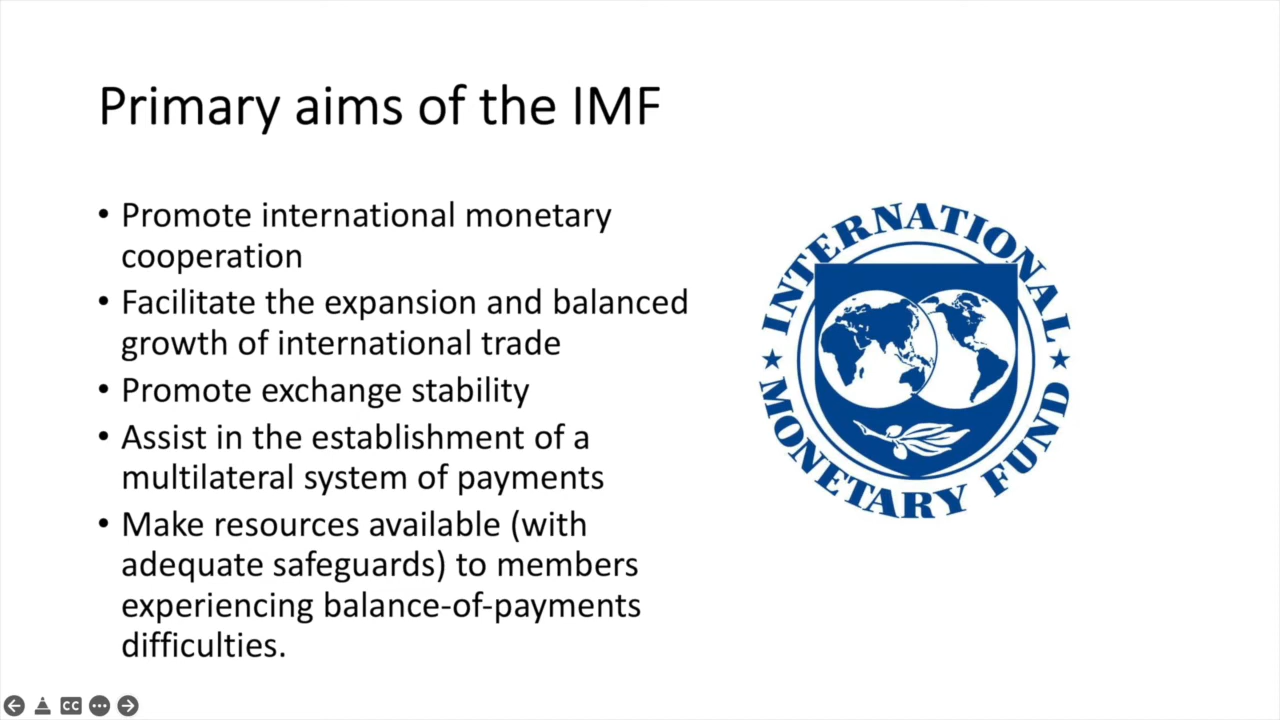 Primary aims of the IMF
• Promote international monetary
cooperation
• Facilitate the expansion and balanced
growth of international trade
• Promote exchange stability
• Assist in the establishment of a
multilateral system of payments
• Make resources available (with
adequate safeguards) to members
experiencing balance-of-payments
difficulties.
INTERNATIONAL
MONETARY FUND
CC